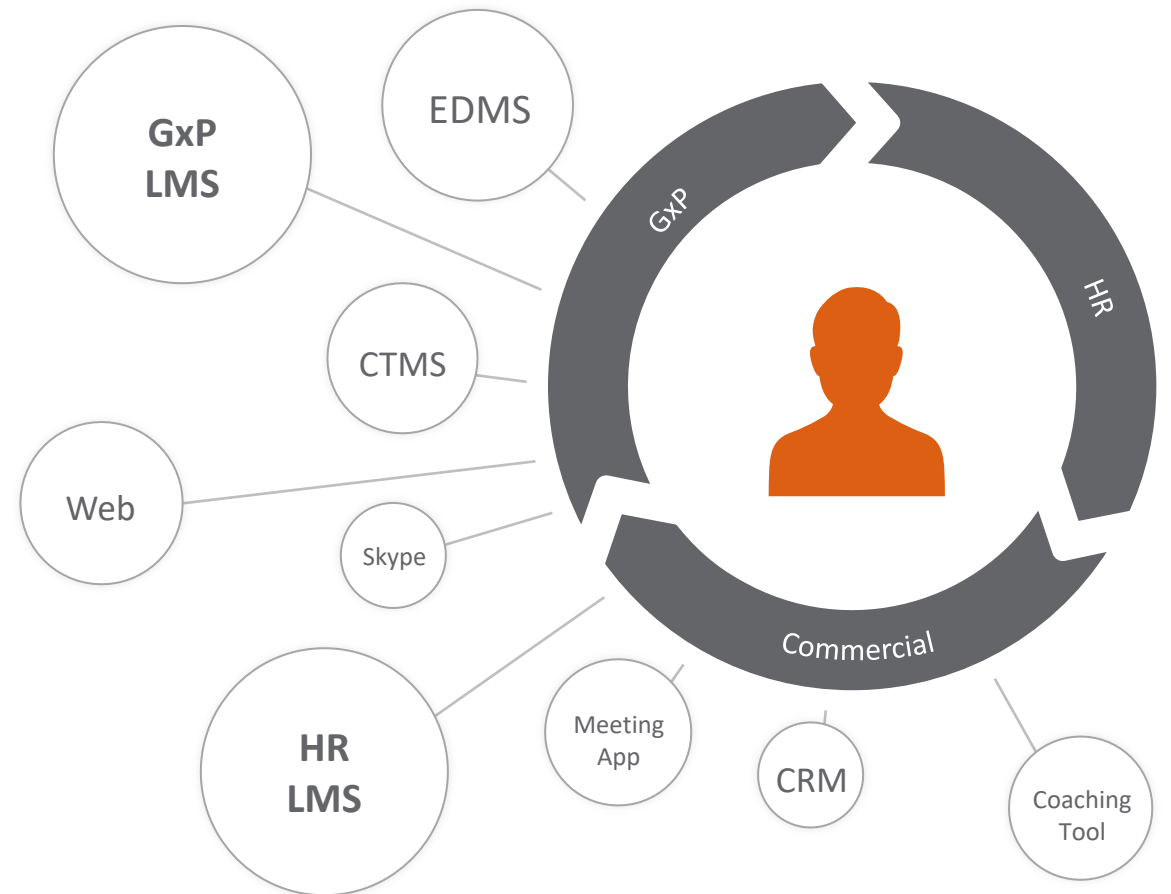 GxP
LMS
EDMS
GxP
HR
CTMS
Web
Skype
Commercial
HR
LMS
Meeting
App
CRM
Coaching
Tool